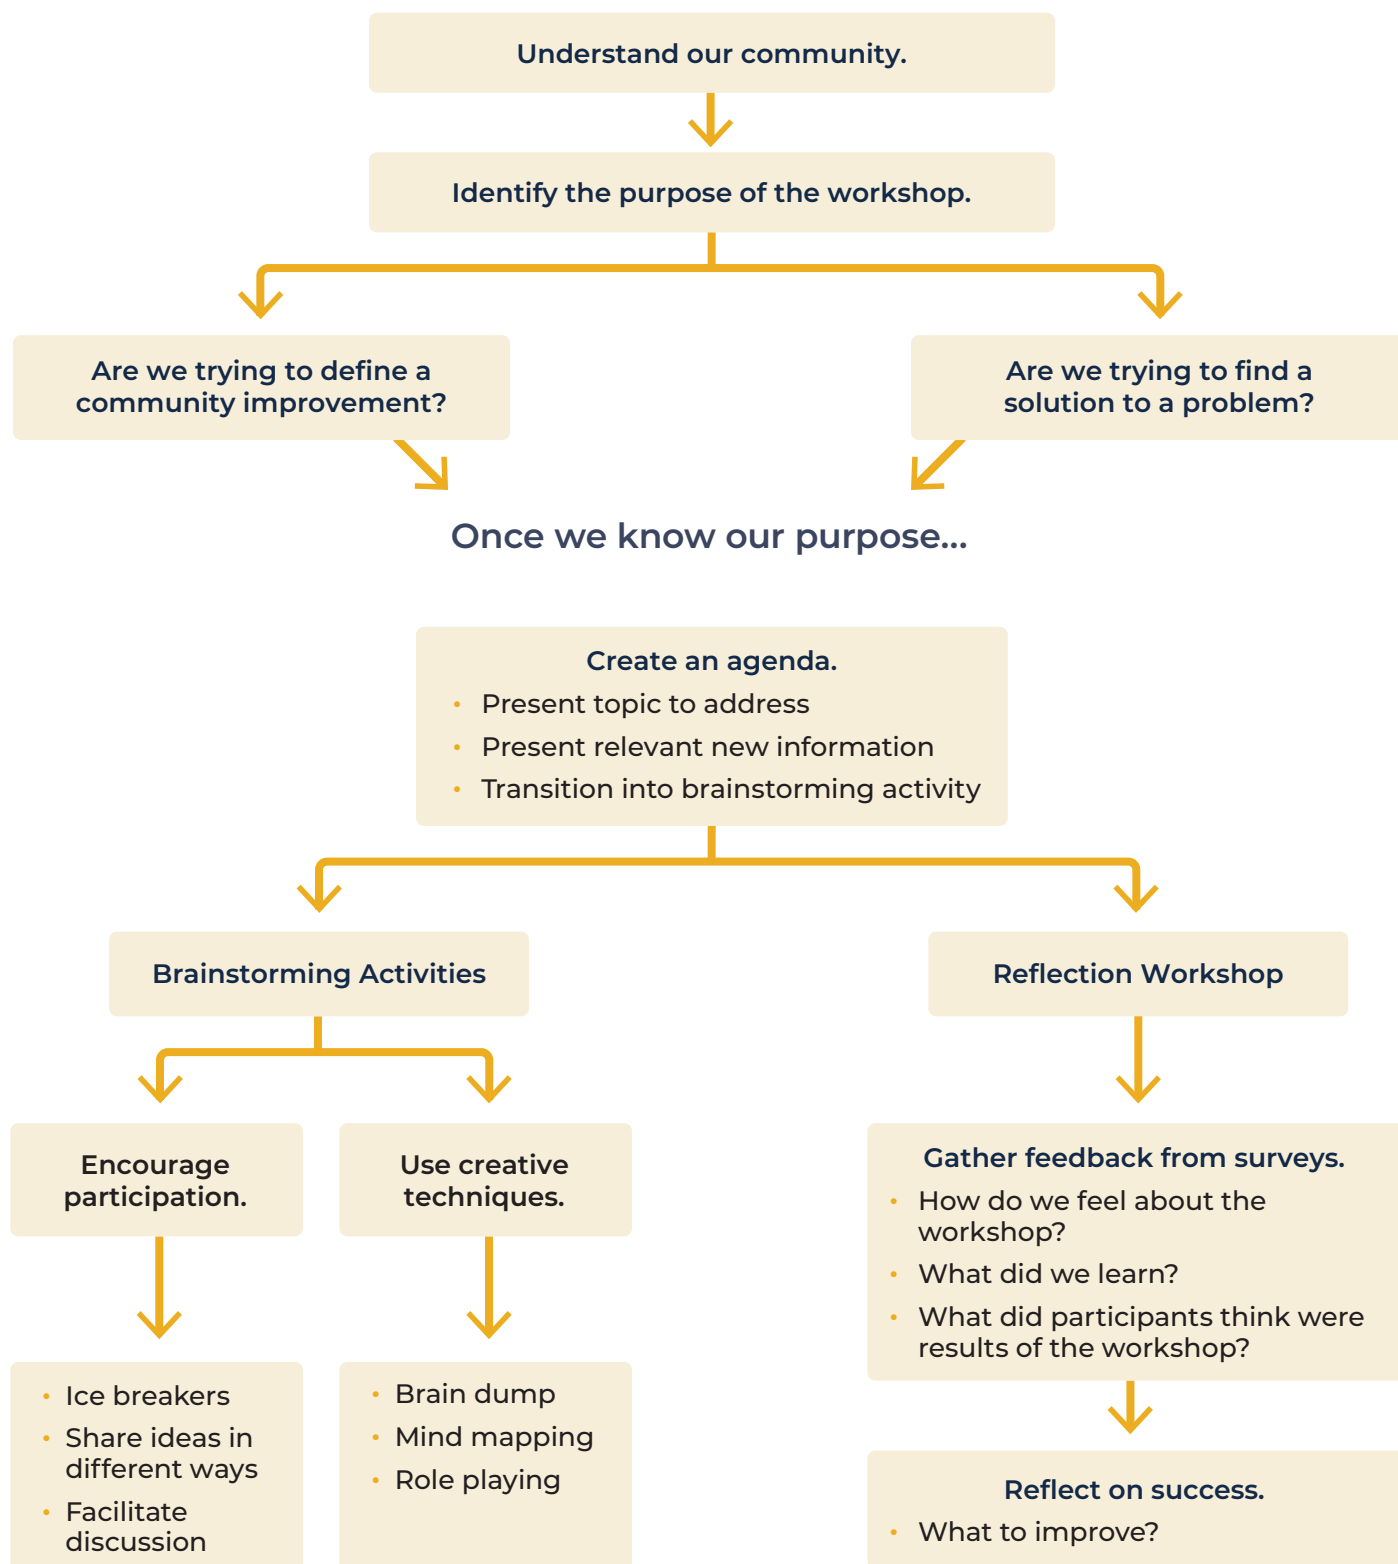 Understand our community.
Identify the purpose of the workshop.
Are we trying to define a
community improvement?
Are we trying to find a
solution to a problem?
Once we know our purpose...
Create an agenda.
• Present topic to address
• Present relevant new information
• Transition into brainstorming activity
Brainstorming Activities
Reflection Workshop
Encourage
participation.
Use creative
techniques.
Gather feedback from surveys.
• How do we feel about the
workshop?
• What did we learn?
• What did participants think were
results of the workshop?
• Ice breakers
• Share ideas in
different ways
• Facilitate
discussion
• Brain dump
• Mind mapping
• Role playing
Reflect on success.
• What to improve?